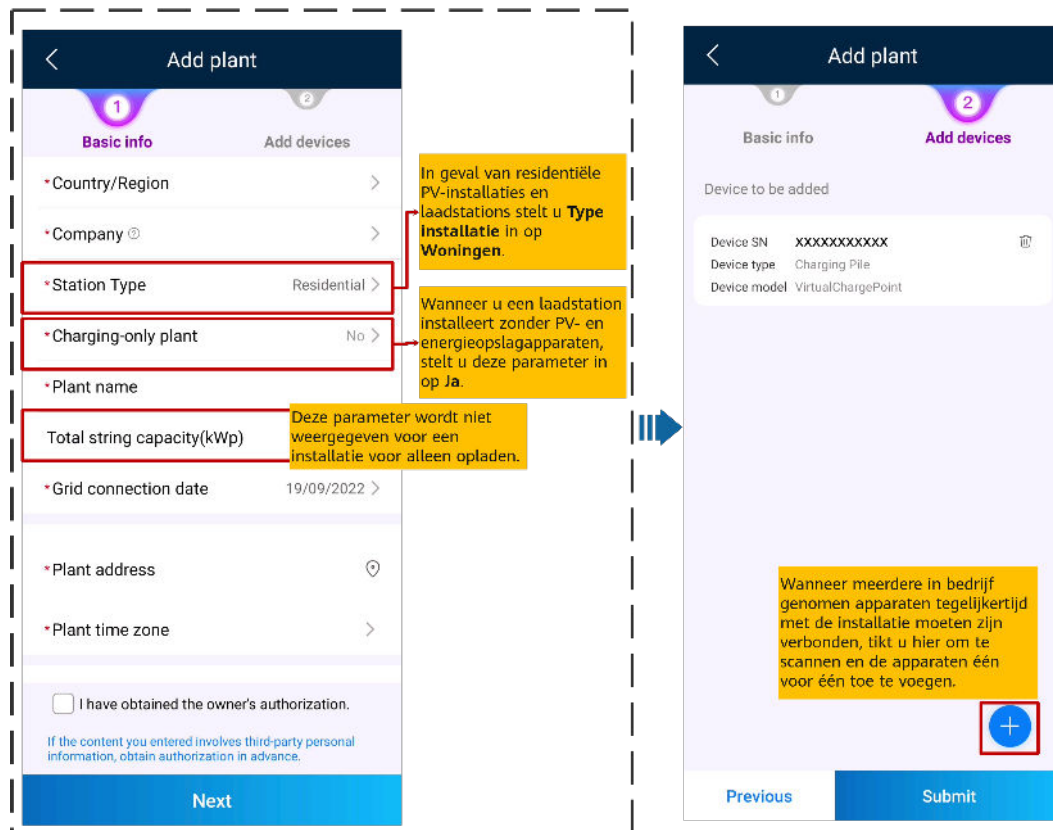 Add plant
1
2
Basic info
Add devices
*Country/Region
*Company ?
*Station Type
Residential
*Charging-only plant
No
*Plant name
Total string capacity(kWp)
*Grid connection date
19/09/2022
*Plant address
*Plant time zone
I have obtained the owner's authorization.
If the content you entered involves third-party personal
information, obtain authorization in advance.
Next
In geval van residentiële
PV-installaties en
laadstations stelt u Type
installatie in op
Woningen.
Wanneer u een laadstation
installeert zonder PV- en
energieopslagapparaten,
stelt u deze parameter in
op Ja.
Deze parameter wordt niet
weergegeven voor een
installatie voor alleen opladen.
Add plant
1
2
Basic info
Add devices
Device to be added
Device SN XXXXXXXXXXX
Device type Charging Pile
Device model VirtualChargePoint
Wanneer meerdere in bedrijf
genomen apparaten tegelijkertijd
met de installatie moeten zijn
verbonden, tikt u hier om te
scannen en de apparaten één
voor één toe te voegen.
Previous
Submit